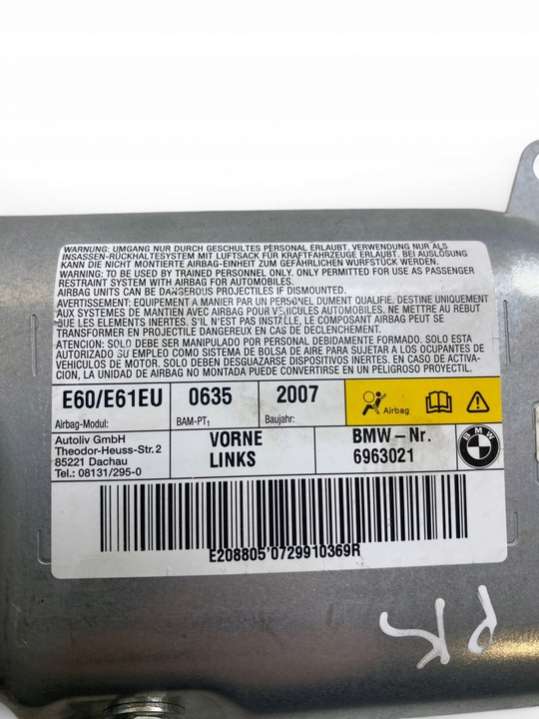 WARNUNG: UMGANG NUR DURCH GESCHULTES PERSONAL ERLAUBT. VERWENDUNG NUR ALS
INSASSEN-RÜCKHALTESYSTEM MIT LUFTSACK FÜR KRAFTFAHRZEUGE ERLAUBT. BEI AUSLÖSUNG
KANN DIE NICHT MONTIERTE AIRBAG-EINHEIT ZUM GEFÄHRLICHEN WURFSTÜCK WERDEN.
WARNING: TO BE USED BY TRAINED PERSONNEL ONLY. ONLY PERMITTED FOR USE AS PASSENGER
RESTRAINT SYSTEM WITH AIRBAG FOR AUTOMOBILES.
AIRBAG UNITS CAN BE DANGEROUS PROJECTILES IF DISMOUNTED.
AVERTISSEMENT: EQUIPEMENT A MANIER PAR UN PERSONNEL DUMENT QUALIFIE. DESTINE UNIQUEMENT
AUX SYSTEMES DE MANTIEN AVEC AIRBAG POUR VEHICULES AUTOMOBILES. NE METTRE AU REBUT
QUE LES ELEMENTS INERTES. S'IL N'EST PAS INSTALLE, LE COMPOSANT AIRBAG PEUT SE
TRANSFORMER EN PROJECTILE DANGEREUX EN CAS DE DECLENCHEMENT.
ATENCION: SOLO DEBE SER MANIPULADO POR PERSONAL DEBIDAMENTE FORMADO. SOLO ESTA
AUTORIZADO SU EMPLEO COMO SISTEMA DE BOLSA DE AIRE PARA SUJETAR A LOS OCUPANTES DE
VEHICULOS DE MOTOR. SOLO DEBEN DESGUAZARSE DISPOSITIVOS INERTES. EN CASO DE ACTIVA-
CION, LA UNIDAD DE AIRBAG NO MONTADA PUEDE CONVERTIRSE EN UN PELIGROSO PROYECTIL.
E60/E61EU 0635 2007
Airbag-Modul: BAM-PT1 Baujahr: Airbag
Autoliv GmbH
Theodor-Heuss-Str.2
85221 Dachau
Tel.: 08131/295-0
VORNE
LINKS
BMW-Nr.
6963021
BMW
E208805'0729910369R
PK